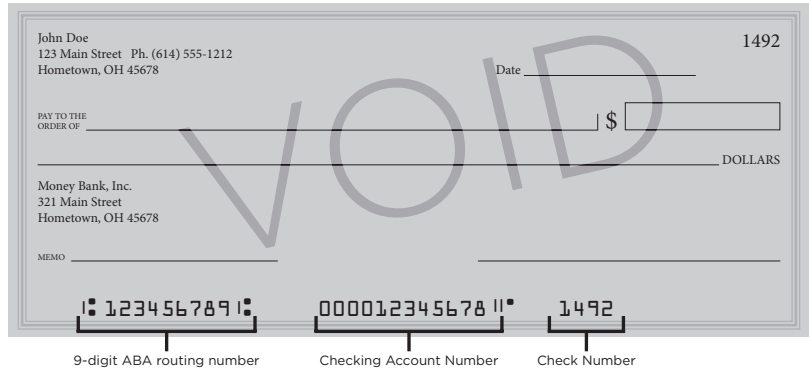 John Doe
123 Main Street Ph. (614) 555-1212
Hometown, OH 45678
1492
Date
PAY TO THE
ORDER OF
$
DOLLARS
VOID
Money Bank, Inc.
321 Main Street
Hometown, OH 45678
MEMO
⑆ 123456789⑆ 000012345678 ⑈ 1492
9-digit ABA routing number Checking Account Number Check Number